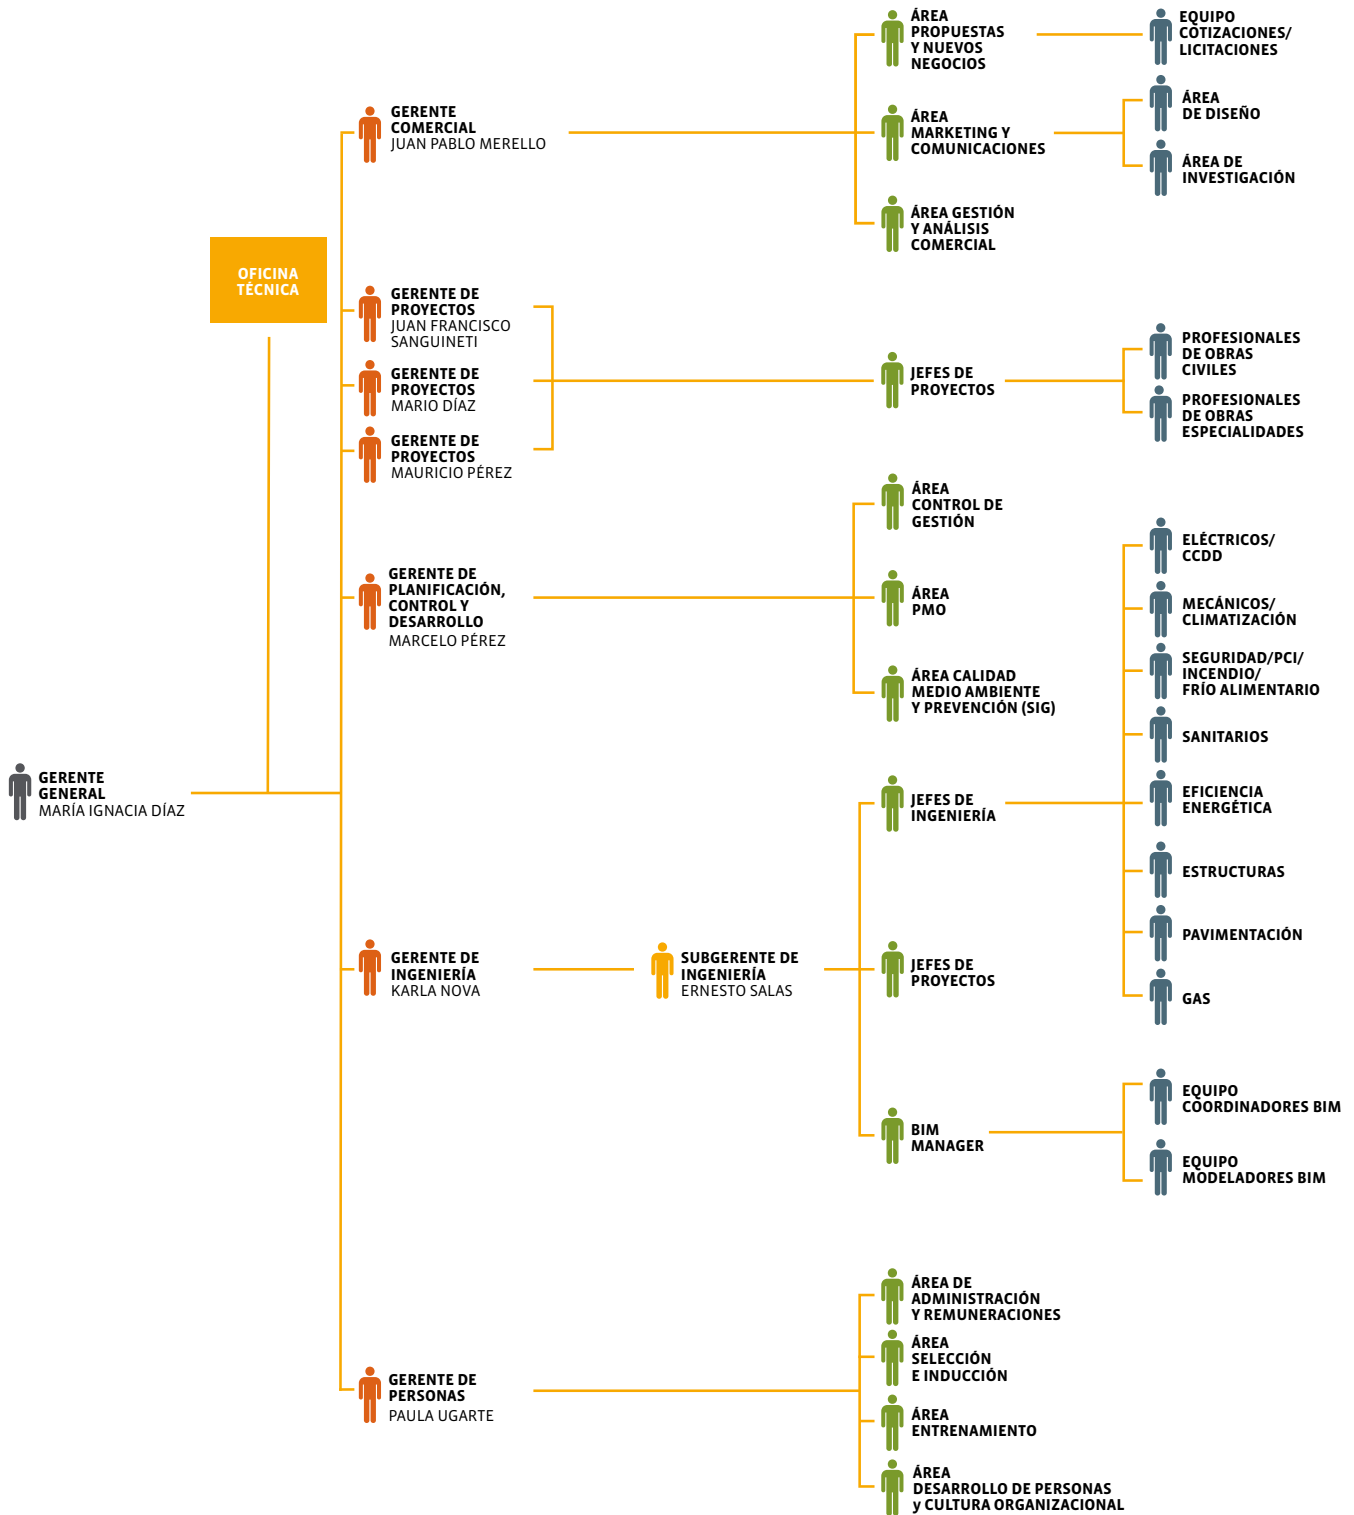 GERENTE
GENERAL
MARÍA IGNACIA DÍAZ
OFICINA
TÉCNICA
GERENTE
COMERCIAL
JUAN PABLO MERELLO
ÁREA
PROPUESTAS
Y NUEVOS
NEGOCIOS
EQUIPO
COTIZACIONES/
LICITACIONES
ÁREA
MARKETING Y
COMUNICACIONES
ÁREA
DE DISEÑO
ÁREA DE
INVESTIGACIÓN
ÁREA GESTIÓN
Y ANÁLISIS
COMERCIAL
GERENTE DE
PROYECTOS
JUAN FRANCISCO
SANGUINETI
GERENTE DE
PROYECTOS
MARIO DÍAZ
GERENTE DE
PROYECTOS
MAURICIO PÉREZ
JEFES DE
PROYECTOS
PROFESIONALES
DE OBRAS
CIVILES
PROFESIONALES
DE OBRAS
ESPECIALIDADES
GERENTE DE
PLANIFICACIÓN,
CONTROL Y
DESARROLLO
MARCELO PÉREZ
ÁREA
CONTROL DE
GESTIÓN
ÁREA
PMO
ÁREA CALIDAD
MEDIO AMBIENTE
Y PREVENCIÓN (SIG)
GERENTE DE
INGENIERÍA
KARLA NOVA
SUBGERENTE DE
INGENIERÍA
ERNESTO SALAS
JEFES DE
INGENIERÍA
ELÉCTRICOS/
CCDD
MECÁNICOS/
CLIMATIZACIÓN
SEGURIDAD/PCI/
INCENDIO/
FRÍO ALIMENTARIO
SANITARIOS
EFICIENCIA
ENERGÉTICA
ESTRUCTURAS
PAVIMENTACIÓN
GAS
JEFES DE
PROYECTOS
BIM
MANAGER
EQUIPO
COORDINADORES BIM
EQUIPO
MODELADORES BIM
GERENTE DE
PERSONAS
PAULA UGARTE
ÁREA DE
ADMINISTRACIÓN
Y REMUNERACIONES
ÁREA
SELECCIÓN
E INDUCCIÓN
ÁREA
ENTRENAMIENTO
ÁREA
DESARROLLO DE PERSONAS
y CULTURA ORGANIZACIONAL